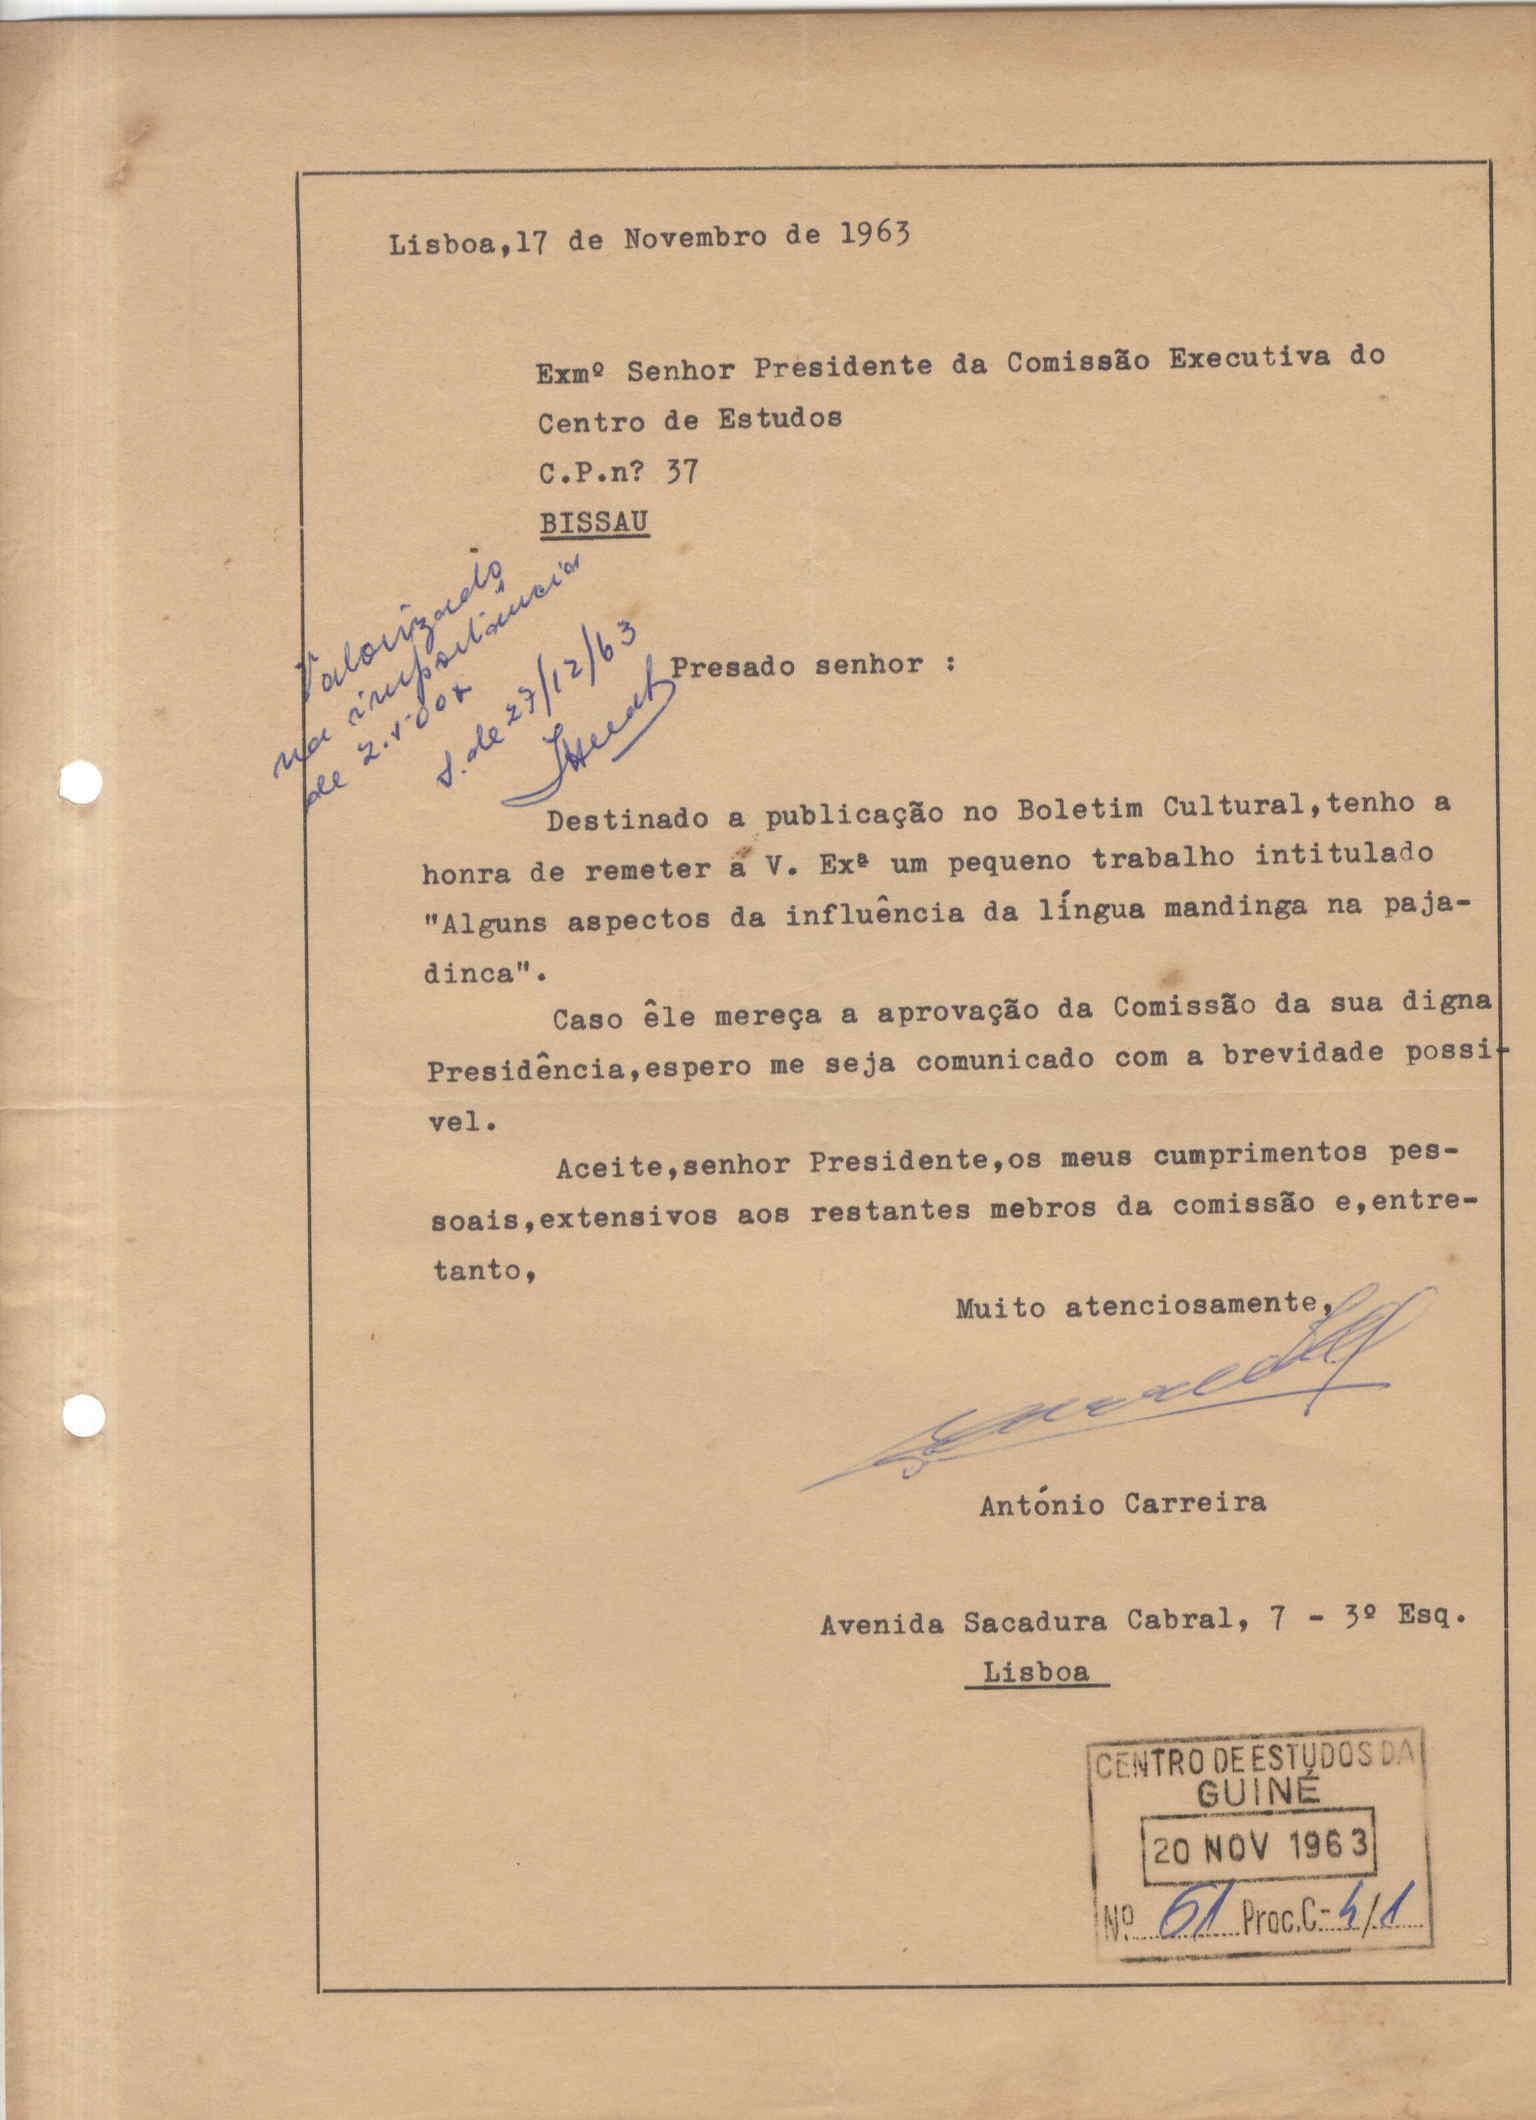 Lisboa,17 de Novembro de 1963
Exmº Senhor Presidente da Comissão Executiva do
Centro de Estudos
C.P.n? 37
BISSAU
Valorizado
na importância
de
de 27/12/63
Presado senhor :
Destinado a publicação no Boletim Cultural,tenho a
honra de remeter á V. Exª um pequeno trabalho intitulado
"Alguns aspectos da influência da língua mandinga na paja-
dinca".
Caso êle mereça a aprovação da Comissão da sua digna
Presidência,espero me seja comunicado com a brevidade possi-
vel.
Aceite,senhor Presidente,os meus cumprimentos pes-
soais,extensivos aos restantes mebros da comissão e,entre-
tanto,
Muito atenciosamente,
António Carreira
Avenida Sacadura Cabral, 7 - 3º Esq.
Lisboa
CENTRO DE ESTUDOS DA
GUINÉ
20 NOV 1963
Nº 61 Proc.C-4/1